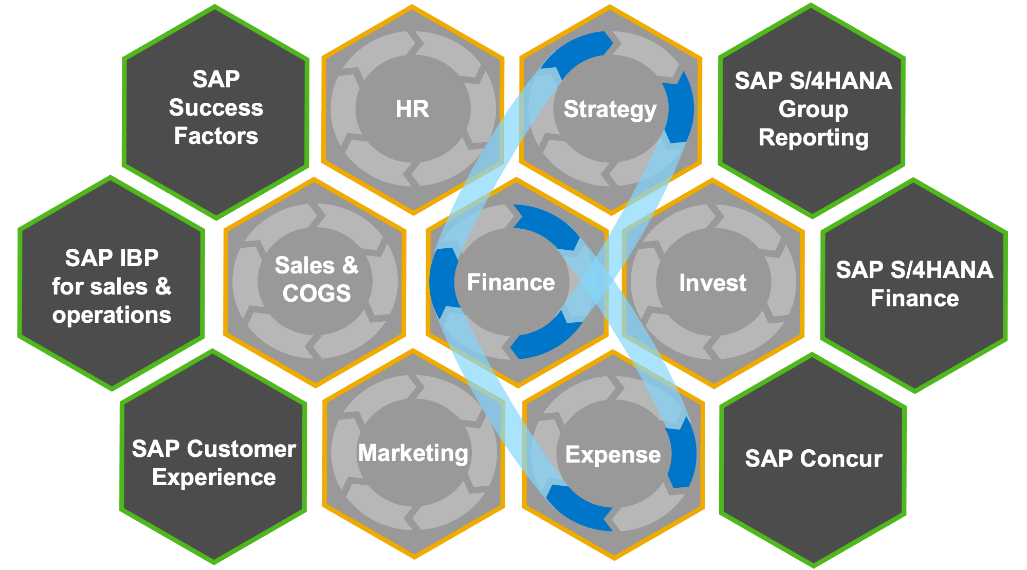 SAP
Success
Factors
HR
Strategy
SAP S/4HANA
Group
Reporting
SAP IBP
for sales &
operations
Sales &
COGS
Finance
Invest
SAP S/4HANA
Finance
SAP Customer
Experience
Marketing
Expense
SAP Concur